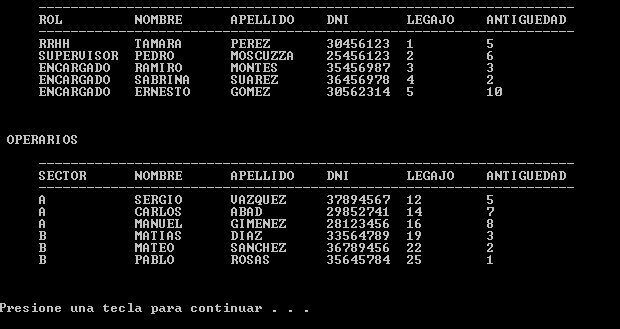 ROL NOMBRE APELLIDO DNI LEGAJO ANTIGUEDAD
RRHH TAMARA PEREZ 30456123 1 5
SUPERVISOR PEDRO MOSCUZZA 25456123 2 6
ENCARGADO RAMIRO MONTES 35456987 3 3
ENCARGADO SABRINA SUAREZ 36456978 4 2
ENCARGADO ERNESTO GOMEZ 30562314 5 10
OPERARIOS
SECTOR NOMBRE APELLIDO DNI LEGAJO ANTIGUEDAD
A SERGIO VAZQUEZ 37894567 12 5
A CARLOS ABAD 29852741 14 7
A MANUEL GIMENEZ 28123456 16 8
B MATIAS DIAZ 33564789 19 3
B MATEO SANCHEZ 36789456 22 2
B PABLO ROSAS 35645784 25 1
Presione una tecla para continuar . . .